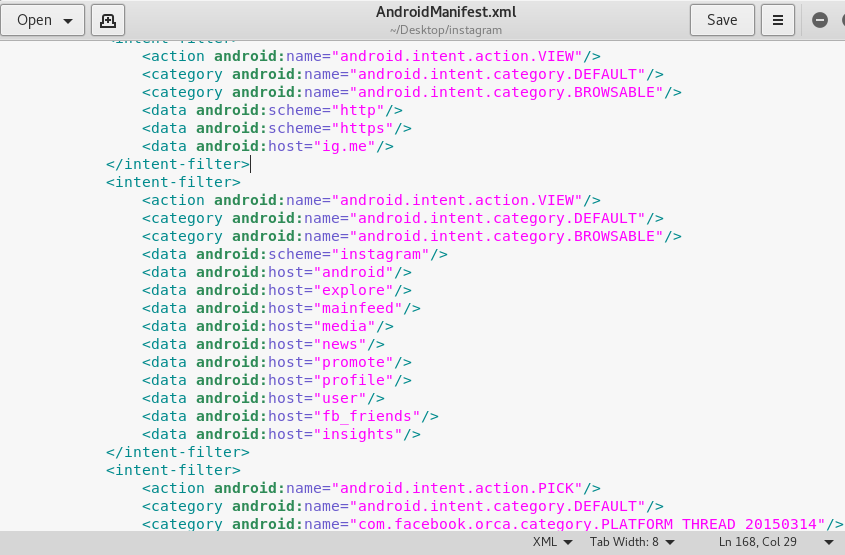 Open AndroidManifest.xml Save
~/Desktop/instagram
<intent-filter>
<action android:name="android.intent.action.VIEW"/>
<category android:name="android.intent.category.DEFAULT"/>
<category android:name="android.intent.category.BROWSABLE"/>
<data android:scheme="http"/>
<data android:scheme="https"/>
<data android:host="ig.me"/>
</intent-filter>
<intent-filter>
<action android:name="android.intent.action.VIEW"/>
<category android:name="android.intent.category.DEFAULT"/>
<category android:name="android.intent.category.BROWSABLE"/>
<data android:scheme="instagram"/>
<data android:host="android"/>
<data android:host="explore"/>
<data android:host="mainfeed"/>
<data android:host="media"/>
<data android:host="news"/>
<data android:host="promote"/>
<data android:host="profile"/>
<data android:host="user"/>
<data android:host="fb_friends"/>
<data android:host="insights"/>
</intent-filter>
<intent-filter>
<action android:name="android.intent.action.PICK"/>
<category android:name="android.intent.category.DEFAULT"/>
<category android:name="com.facebook.orca.category.PLATFORM_THREAD_20150314"/>
XML Tab Width: 8 Ln 168, Col 29